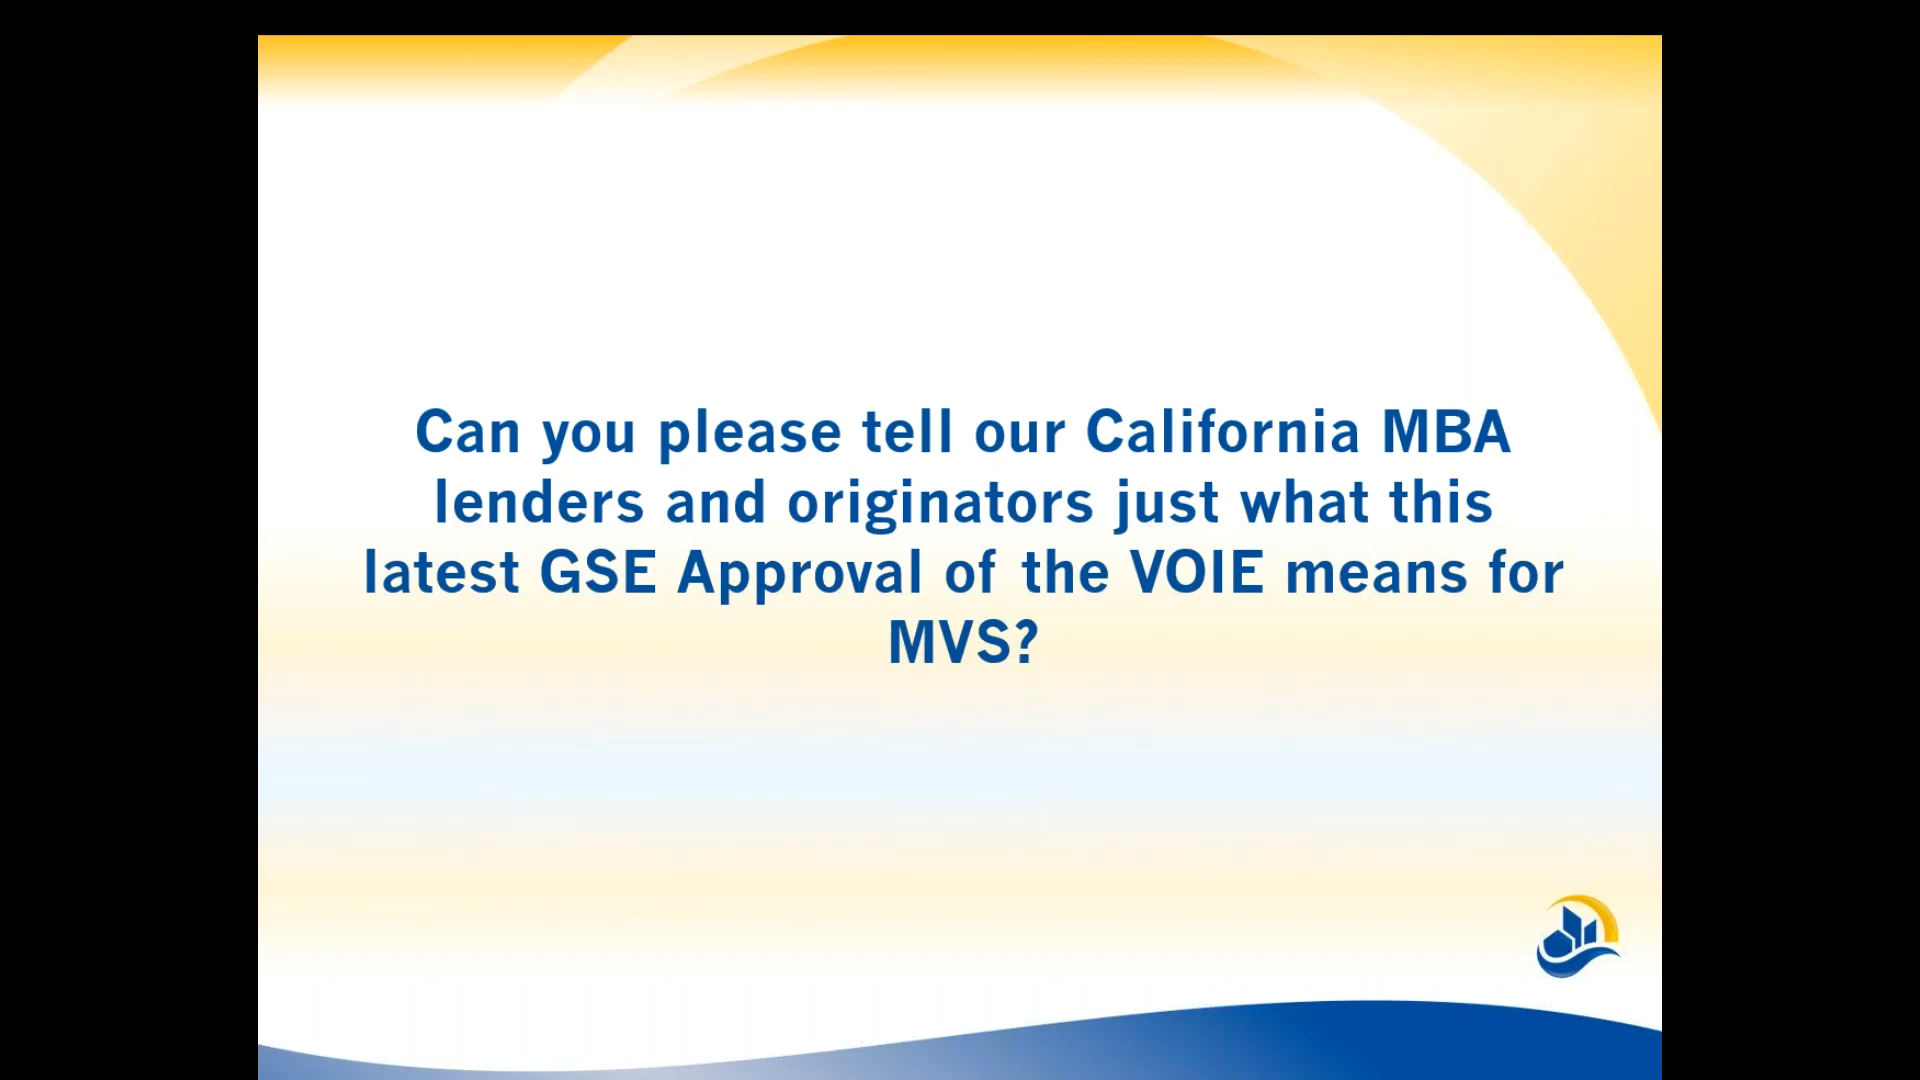 Can you please tell our California MBA
lenders and originators just what this
latest GSE Approval of the VOIE means for
MVS?